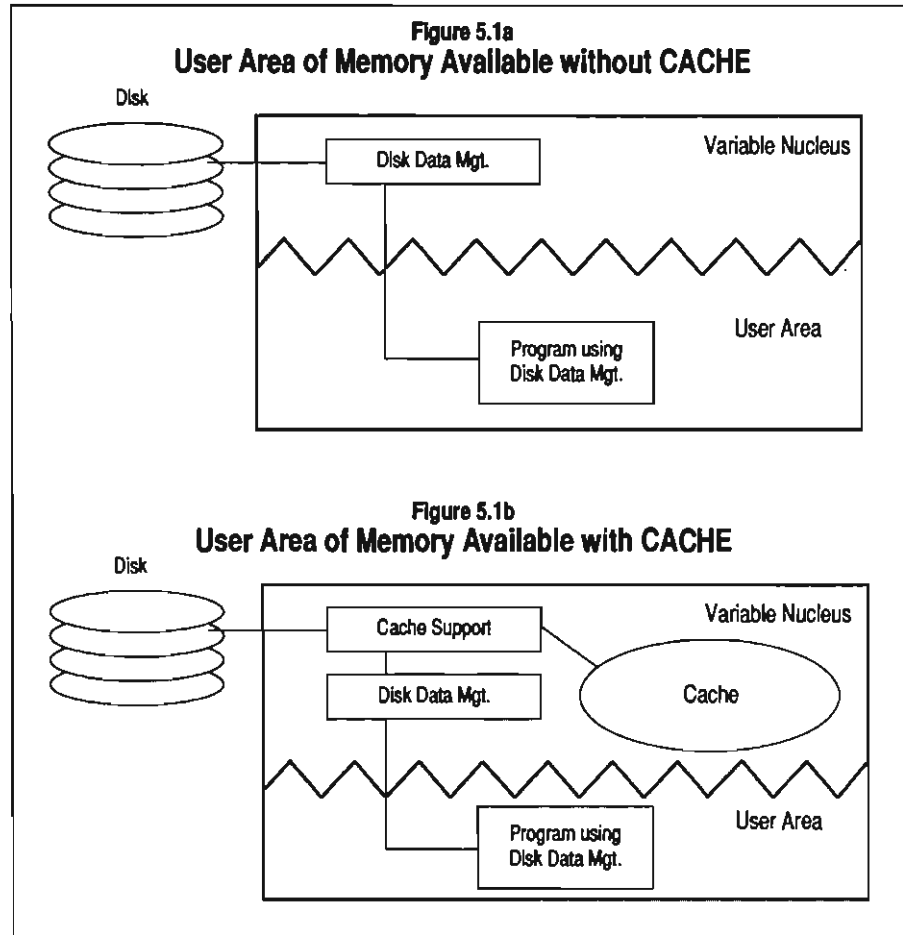 Figure 5.1a
User Area of Memory Available without CACHE
Disk
Variable Nucleus
Disk Data Mgt.
User Area
Program using
Disk Data Mgt.
Figure 5.1b
User Area of Memory Available with CACHE
Disk
Variable Nucleus
Cache Support
Cache
Disk Data Mgt.
User Area
Program using
Disk Data Mgt.